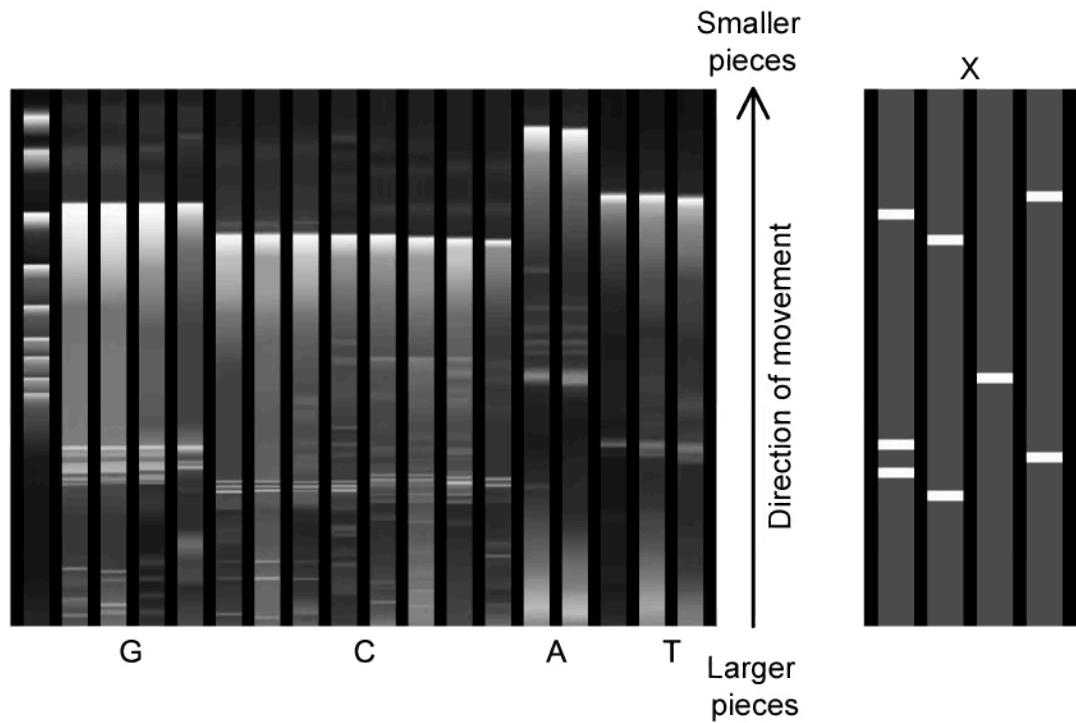 Smaller
pieces
X
Direction of movement
G
C
A
T
Larger
pieces